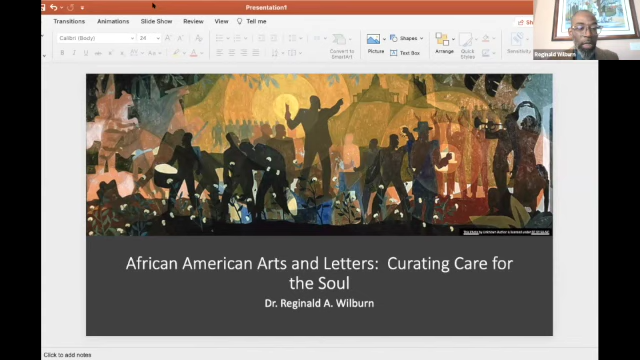 Presentation1
Transitions Animations Slide Show Review View Tell me
Calibri (Body) 24
Convert to SmartArt
Picture
Shapes
Text Box
Arrange
Quick Styles
Sensitivity
Reginald Wilburn
African American Arts and Letters: Curating Care for
the Soul
Dr. Reginald A. Wilburn
Click to add notes